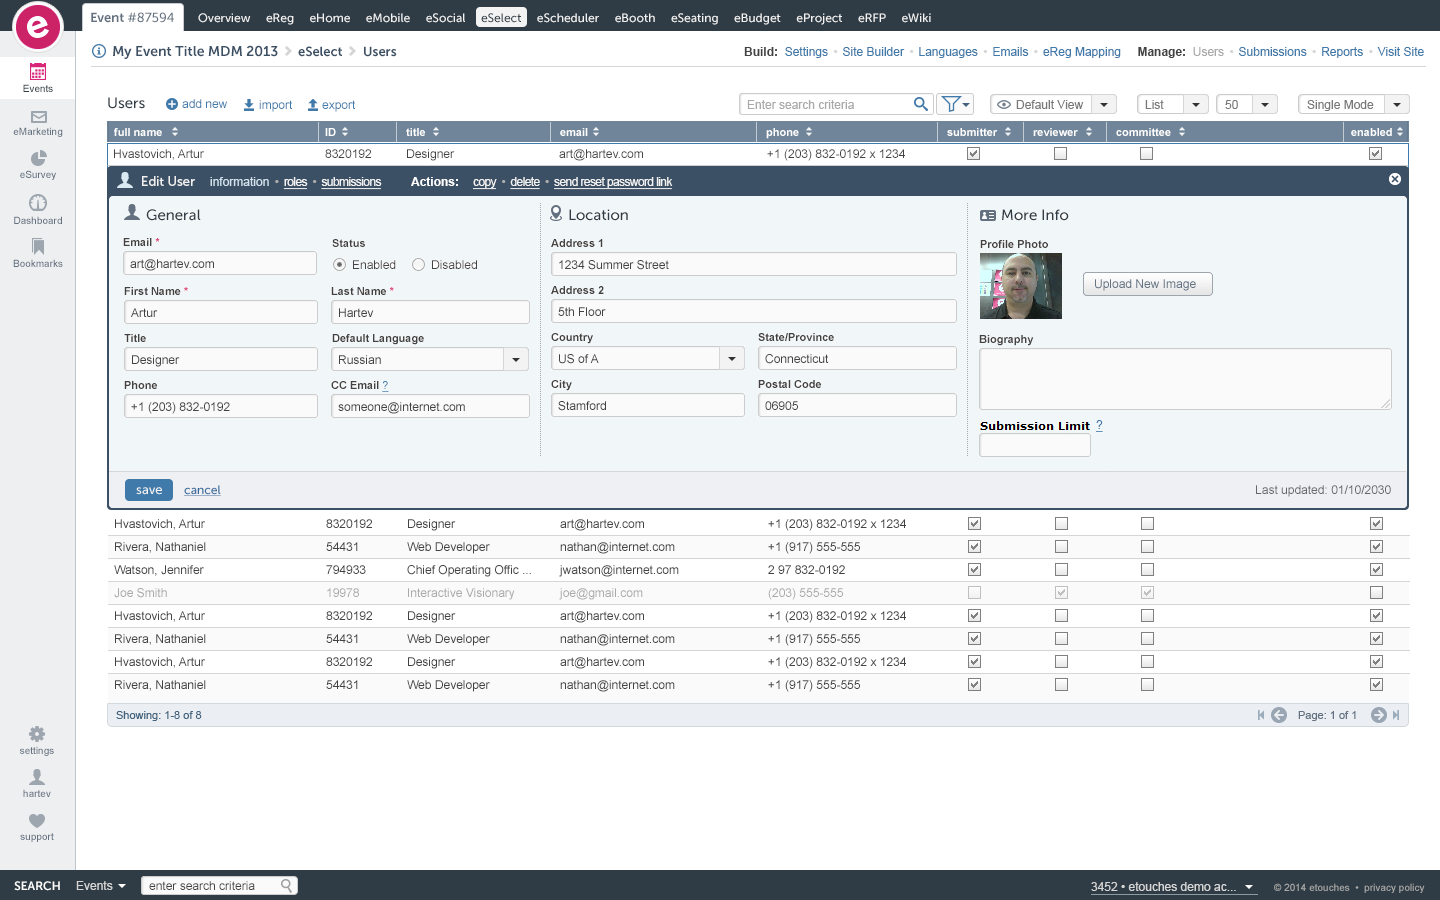 e Event #87594 Overview eReg eHome eMobile eSocial eSelect eScheduler eBooth eSeating eBudget eProject eRFP eWiki
My Event Title MDM 2013 eSelect Users Build: Settings • Site Builder • Languages • Emails • eReg Mapping Manage: Users • Submissions • Reports • Visit Site
Events
eMarketing
eSurvey
Dashboard
Bookmarks
settings
hartev
support
Users add new import export Enter search criteria Default View List 50 Single Mode
full name ID title email phone submitter reviewer committee enabled
Hvastovich, Artur 8320192 Designer art@hartev.com +1 (203) 832-0192 x 1234
Edit User information • roles • submissions Actions: copy • delete • send reset password link
General
Email *
art@hartev.com
Status
Enabled Disabled
First Name *
Artur
Last Name *
Hartev
Title
Designer
Default Language
Russian
Phone
+1 (203) 832-0192
CC Email ?
someone@internet.com
Location
Address 1
1234 Summer Street
Address 2
5th Floor
Country
US of A
State/Province
Connecticut
City
Stamford
Postal Code
06905
More Info
Profile Photo
Upload New Image
Biography
Submission Limit ?
save cancel Last updated: 01/10/2030
Hvastovich, Artur 8320192 Designer art@hartev.com +1 (203) 832-0192 x 1234
Rivera, Nathaniel 54431 Web Developer nathan@internet.com +1 (917) 555-555
Watson, Jennifer 794933 Chief Operating Offic ... jwatson@internet.com 2 97 832-0192
Joe Smith 19978 Interactive Visionary joe@gmail.com (203) 555-555
Hvastovich, Artur 8320192 Designer art@hartev.com +1 (203) 832-0192 x 1234
Rivera, Nathaniel 54431 Web Developer nathan@internet.com +1 (917) 555-555
Hvastovich, Artur 8320192 Designer art@hartev.com +1 (203) 832-0192 x 1234
Rivera, Nathaniel 54431 Web Developer nathan@internet.com +1 (917) 555-555
Showing: 1-8 of 8 Page: 1 of 1
SEARCH Events enter search criteria 3452 • etouches demo ac... © 2014 etouches • privacy policy